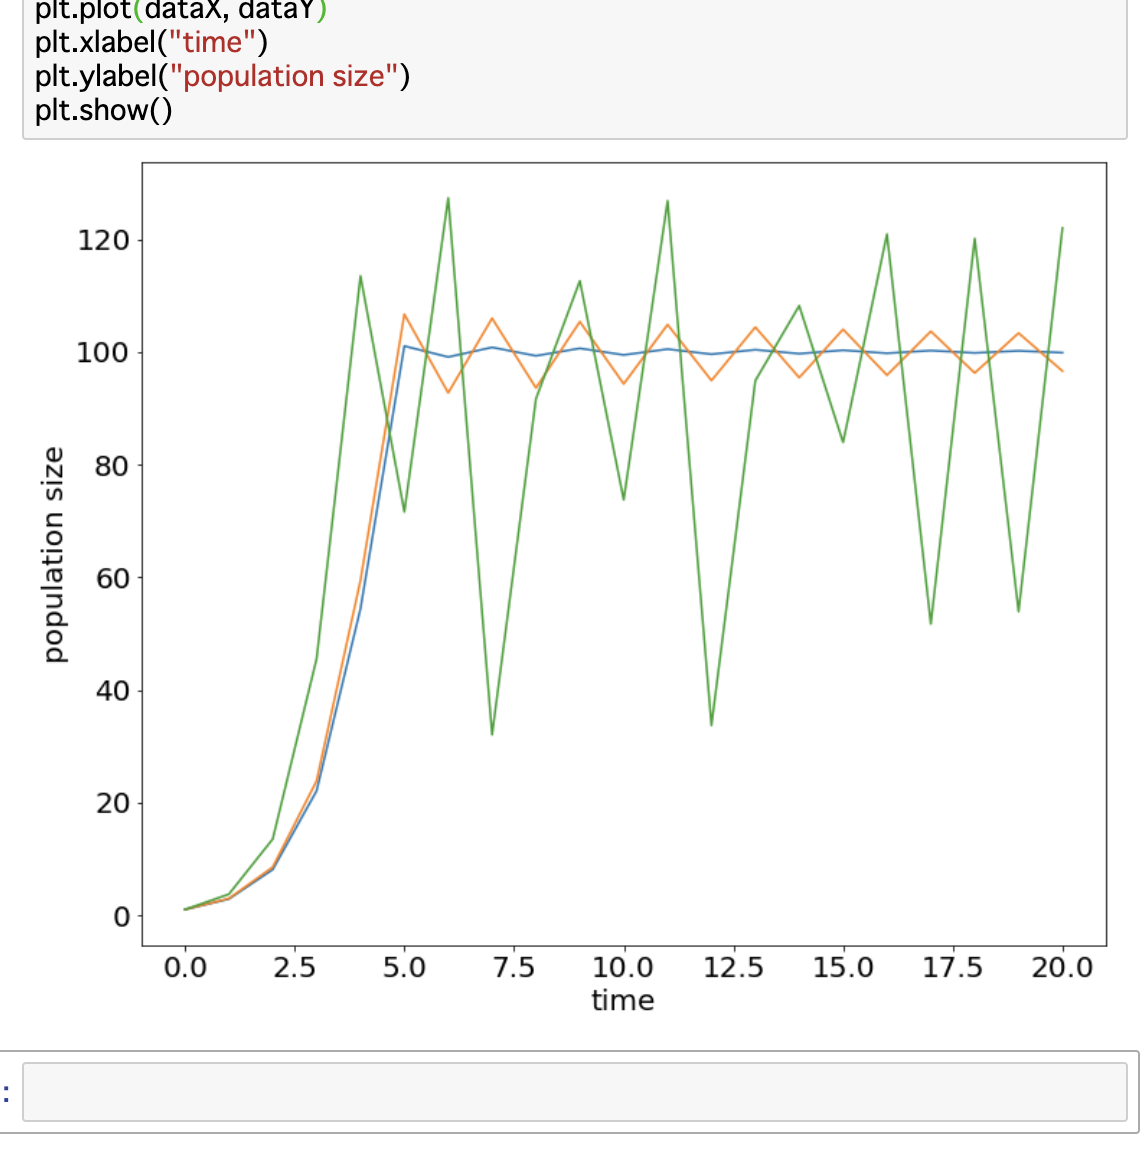 plt.plot(dataX, dataY)
plt.xlabel("time")
plt.ylabel("population size")
plt.show()
120
100
80
60
40
20
0
population size
0.0 2.5 5.0 7.5 10.0 12.5 15.0 17.5 20.0
time
: